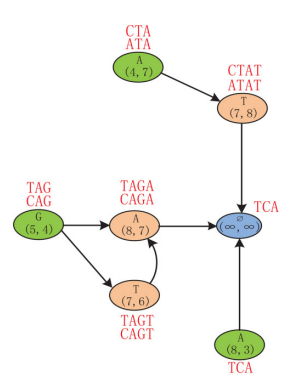 CTA
ATA
A
(4,7)
CTAT
ATAT
T
(7,8)
TAG
CAG
G
(5,4)
TAGA
CAGA
A
(8,7)
TCA
∅
(∞,∞)
T
(7,6)
TAGT
CAGT
A
(8,3)
TCA